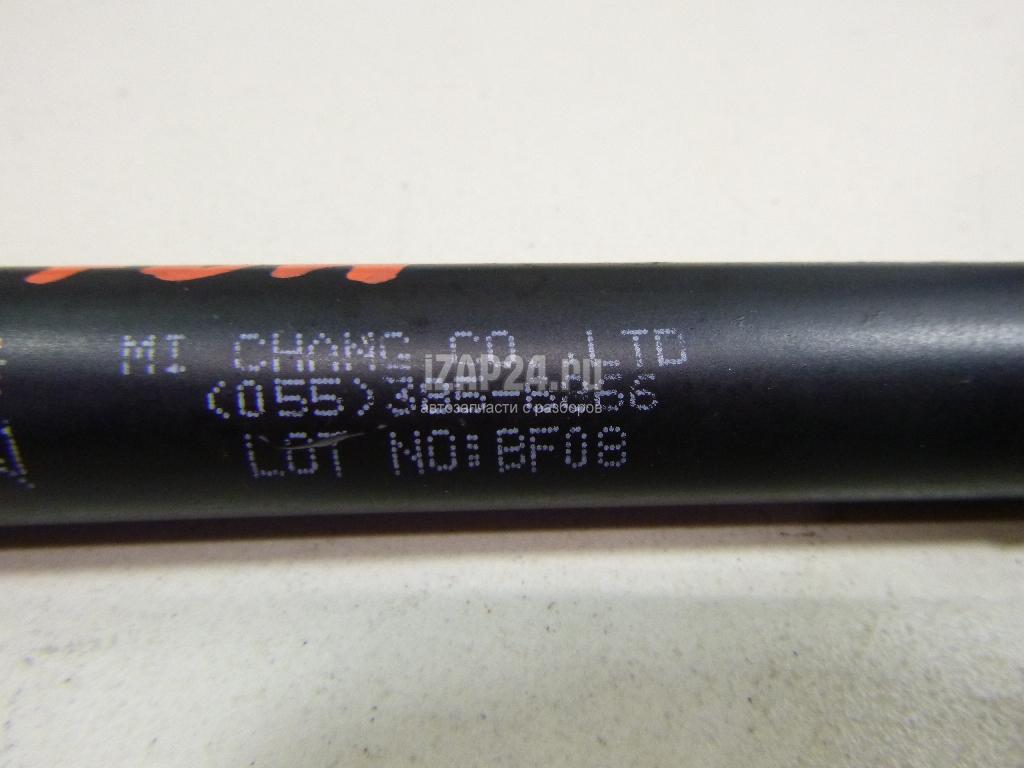 MI CHANG CO.,LTD
iZAP24.ru
(055)
автозапчасти с разборов
LOT NO:BF08